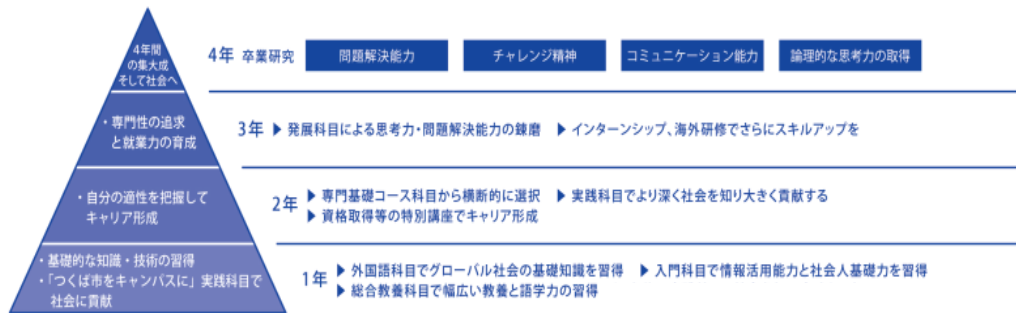 4年間
の集大成
そして社会へ
4年 卒業研究 問題解決能力 チャレンジ精神 コミュニケーション能力 論理的な思考力の取得
・専門性の追求
と就業力の育成
3年 ▶ 発展科目による思考力・問題解決能力の錬磨 ▶ インターンシップ、海外研修でさらにスキルアップを
・自分の適性を把握して
キャリア形成
2年 ▶ 専門基礎コース科目から横断的に選択 ▶ 実践科目でより深く社会を知り大きく貢献する
▶ 資格取得等の特別講座でキャリア形成
・基礎的な知識・技術の習得
・「つくば市をキャンパスに」実践科目で
社会に貢献
1年 ▶ 外国語科目でグローバル社会の基礎知識を習得 ▶ 入門科目で情報活用能力と社会人基礎力を習得
▶ 総合教養科目で幅広い教養と語学力の習得